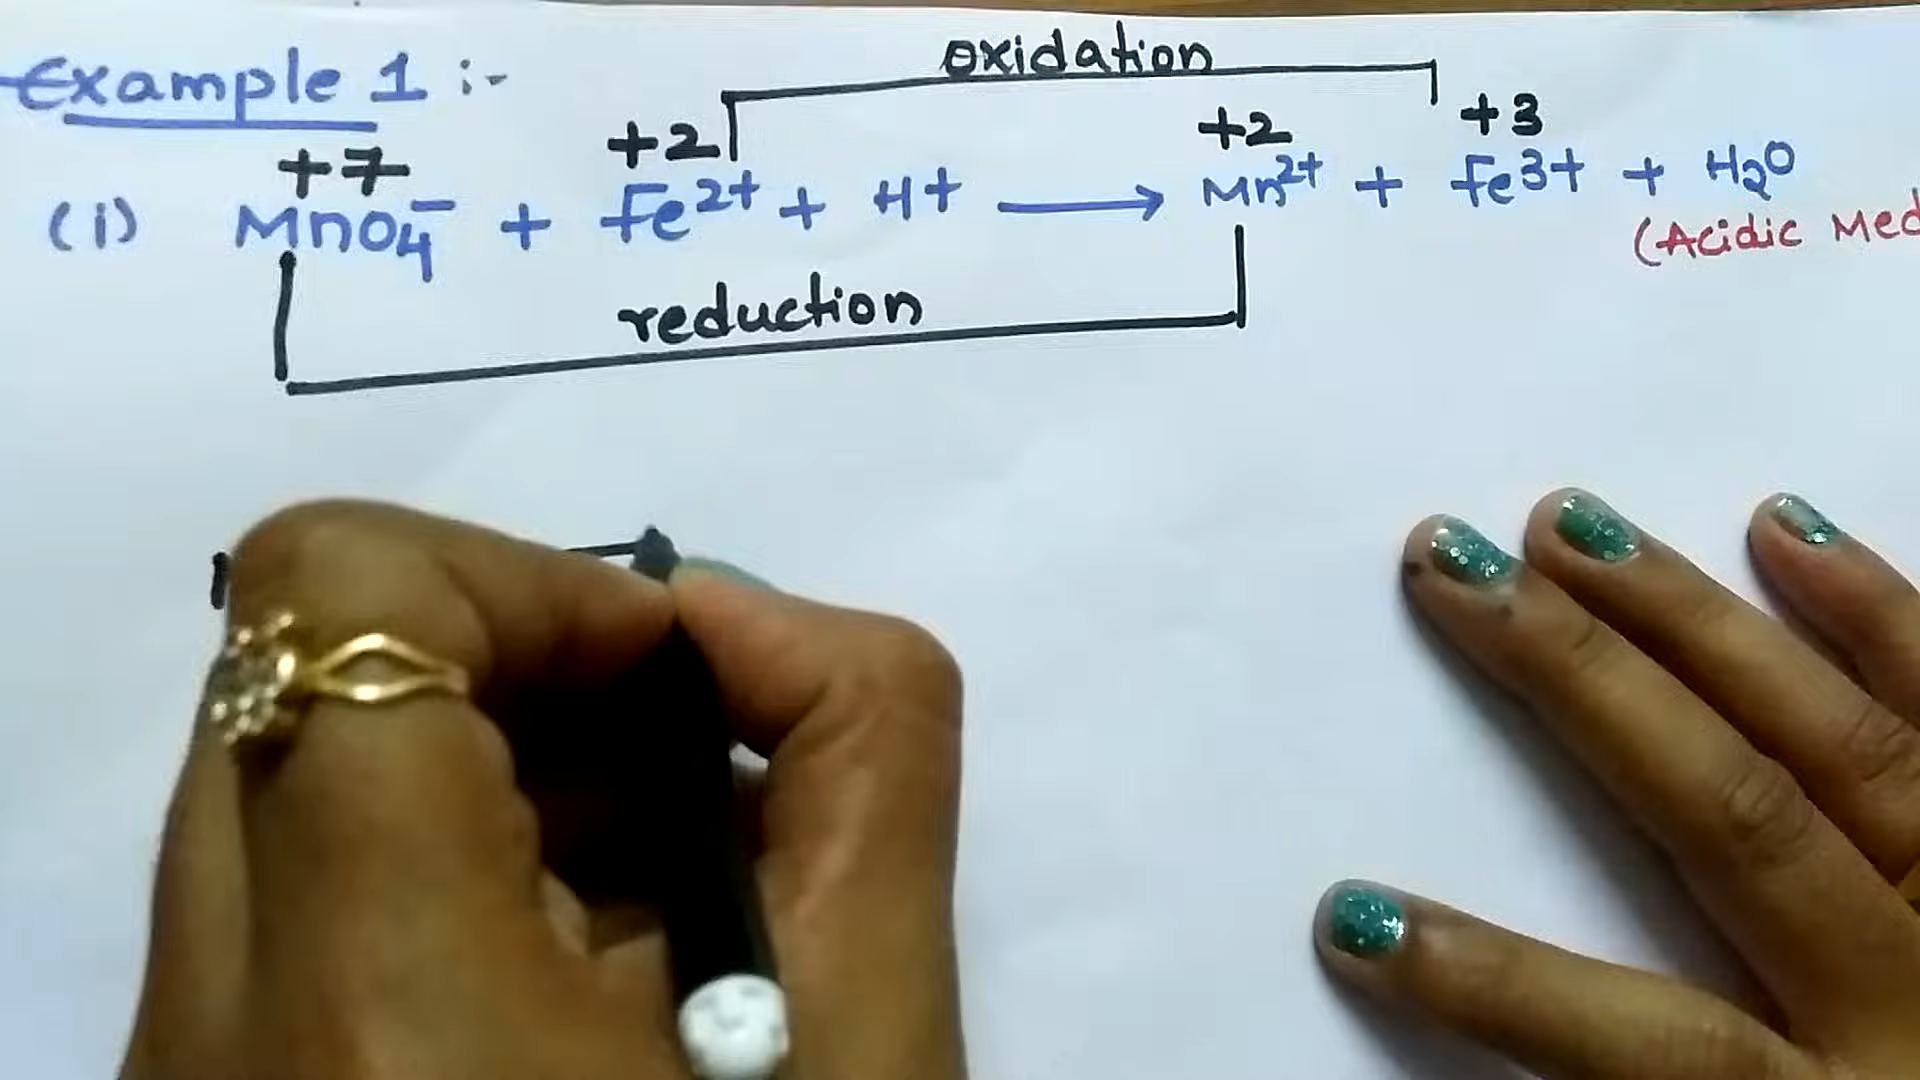 Example 1 :-
oxidation
+7 +2 +2 +3
(i) MnO4⁻ + Fe²⁺ + H⁺ ⟶ Mn²⁺ + Fe³⁺ + H2O
(Acidic Med
reduction